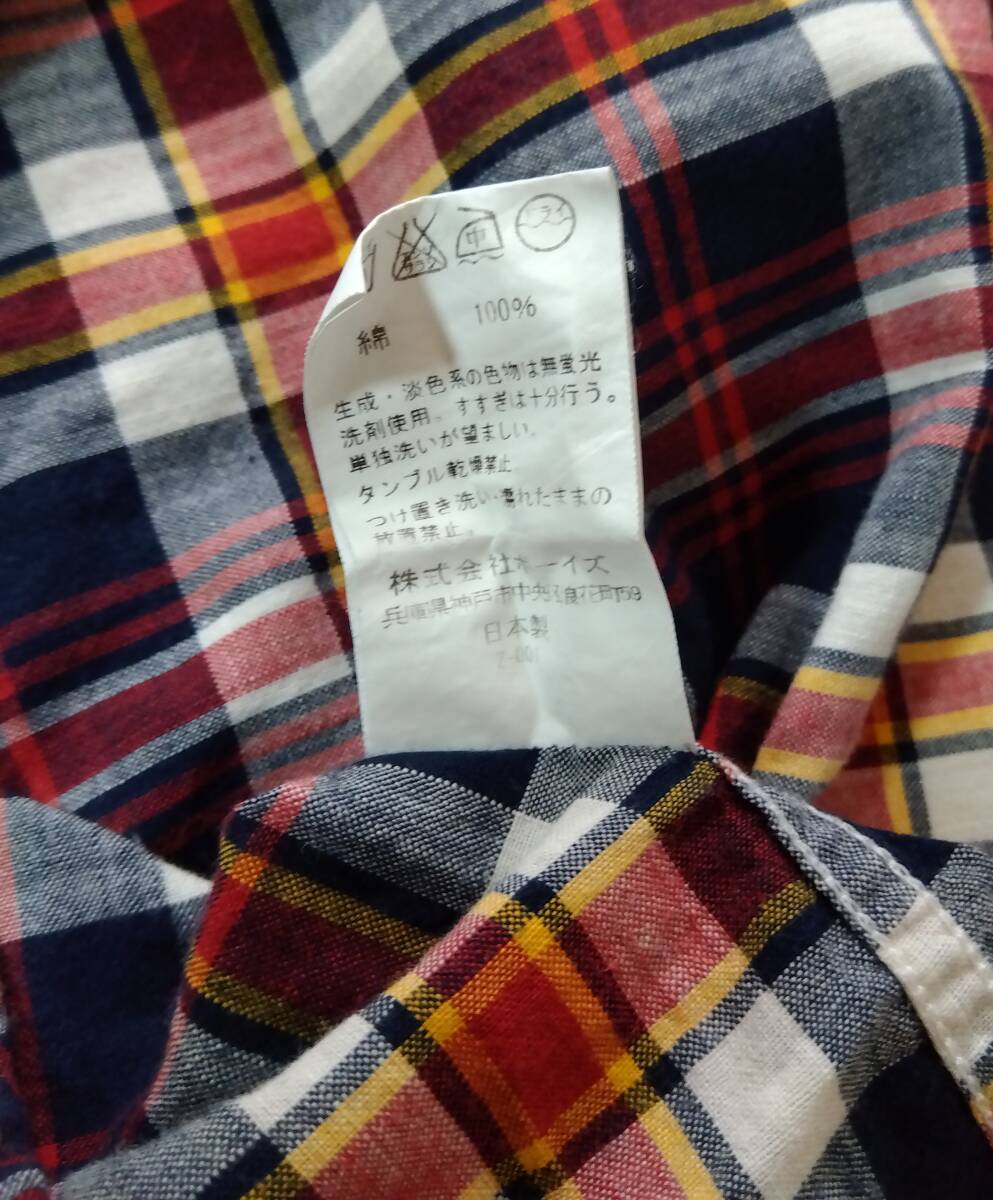 中 ドライ
綿 100%
生成・淡色系の色物は無蛍光
洗剤使用。すすぎは十分行う。
単独洗いが望ましい。
タンブル乾燥禁止
つけ置き洗い・濡れたままの
放置禁止。
株式会社ホーイズ
兵庫県神戸市中央区浪花町59
日本製